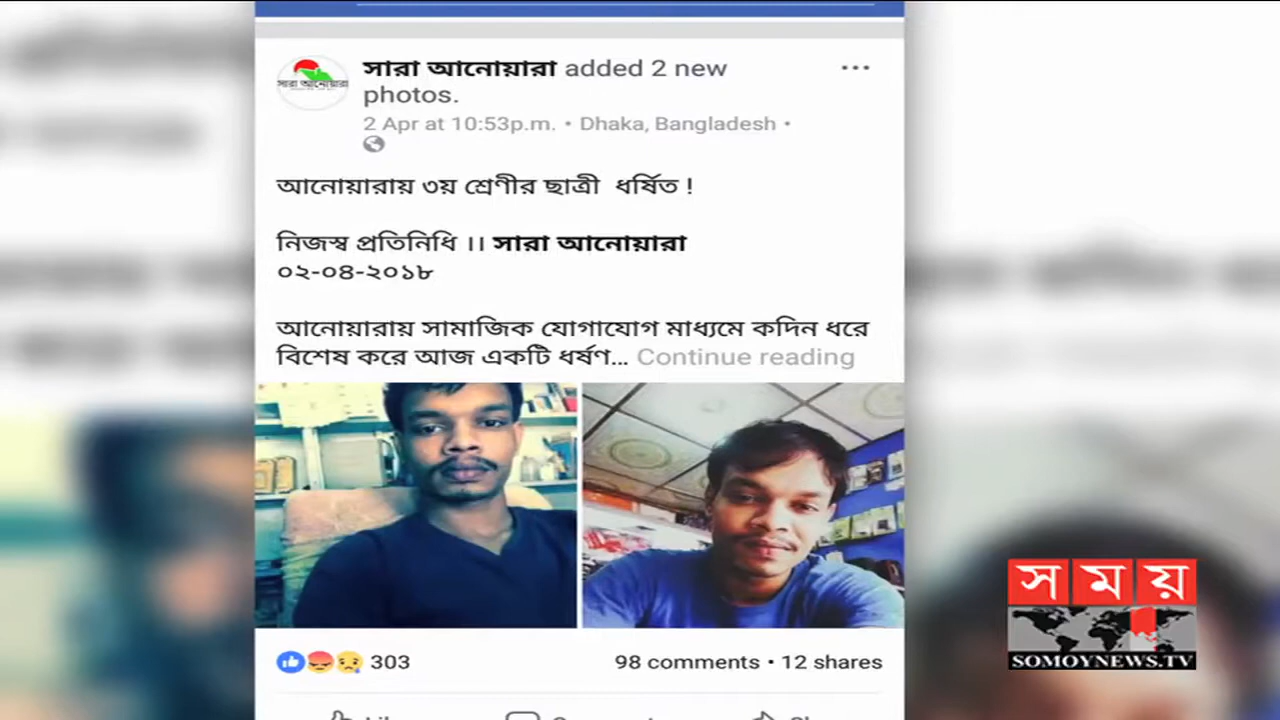 সারা আনোয়ারা added 2 new
photos.
2 Apr at 10:53p.m. • Dhaka, Bangladesh •
সারা আনোয়ারা
আনোয়ারায় ৩য় শ্রেণীর ছাত্রী ধর্ষিত !
নিজস্ব প্রতিনিধি ।। সারা আনোয়ারা
০২-০৪-২০১৮
আনোয়ারায় সামাজিক যোগাযোগ মাধ্যমে কদিন ধরে
বিশেষ করে আজ একটি ধর্ষণ... Continue reading
303
98 comments • 12 shares
সময়
SOMOYNEWS.TV